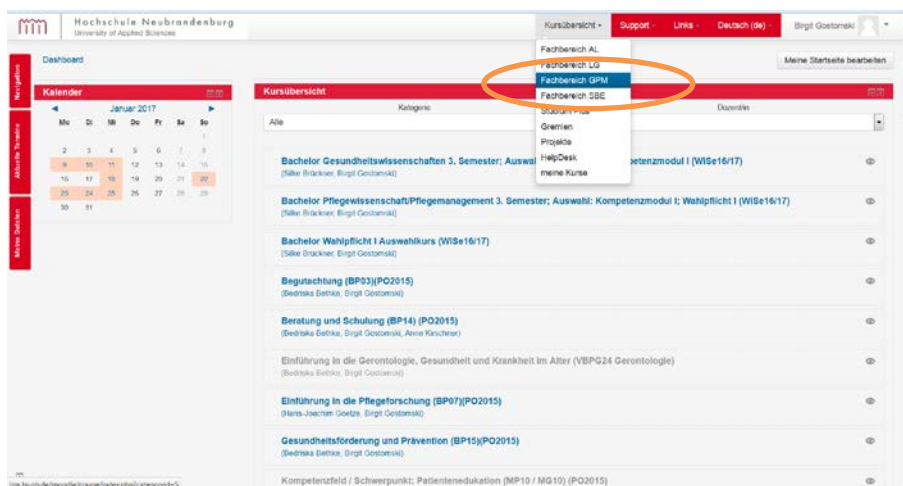 Hochschule Neubrandenburg
University of Applied Sciences
Kursübersicht
Support
Links
Deutsch (de)
Birgit Gostomski
Fachbereich AL
Fachbereich LG
Fachbereich GPM
Fachbereich SBE
Studium Plus
Gremien
Projekte
HelpDesk
meine Kurse
Dashboard
Meine Startseite bearbeiten
Navigation
Aktuelle Termine
Meine Dateien
Kalender
Januar 2017
Mo Di Mi Do Fr Sa So
1
2 3 4 5 6 7 8
9 10 11 12 13 14 15
16 17 18 19 20 21 22
23 24 25 26 27 28 29
30 31
Kursübersicht
Kategorie
Dozent/in
Alle
Bachelor Gesundheitswissenschaften 3. Semester; Auswa petenzmodul I (WiSe16/17)
(Silke Brückner, Birgit Gostomski)
Bachelor Pflegewissenschaft/Pflegemanagement 3. Semester; Auswahl: Kompetenzmodul I; Wahlpflicht I (WiSe16/17)
(Silke Brückner, Birgit Gostomski)
Bachelor Wahlpflicht I Auswahlkurs (WiSe16/17)
(Silke Brückner, Birgit Gostomski)
Begutachtung (BP03)(PO2015)
(Bedriska Bethke, Birgit Gostomski)
Beratung und Schulung (BP14) (PO2015)
(Bedriska Bethke, Birgit Gostomski, Anne Kirschner)
Einführung in die Gerontologie, Gesundheit und Krankheit im Alter (VBPG24 Gerontologie)
(Bedriska Bethke, Birgit Gostomski)
Einführung in die Pflegeforschung (BP07)(PO2015)
(Hans-Joachim Goetze, Birgit Gostomski)
Gesundheitsförderung und Prävention (BP15)(PO2015)
(Bedriska Bethke, Birgit Gostomski)
Kompetenzfeld / Schwerpunkt: Patientenedukation (MP10 / MG10) (PO2015)